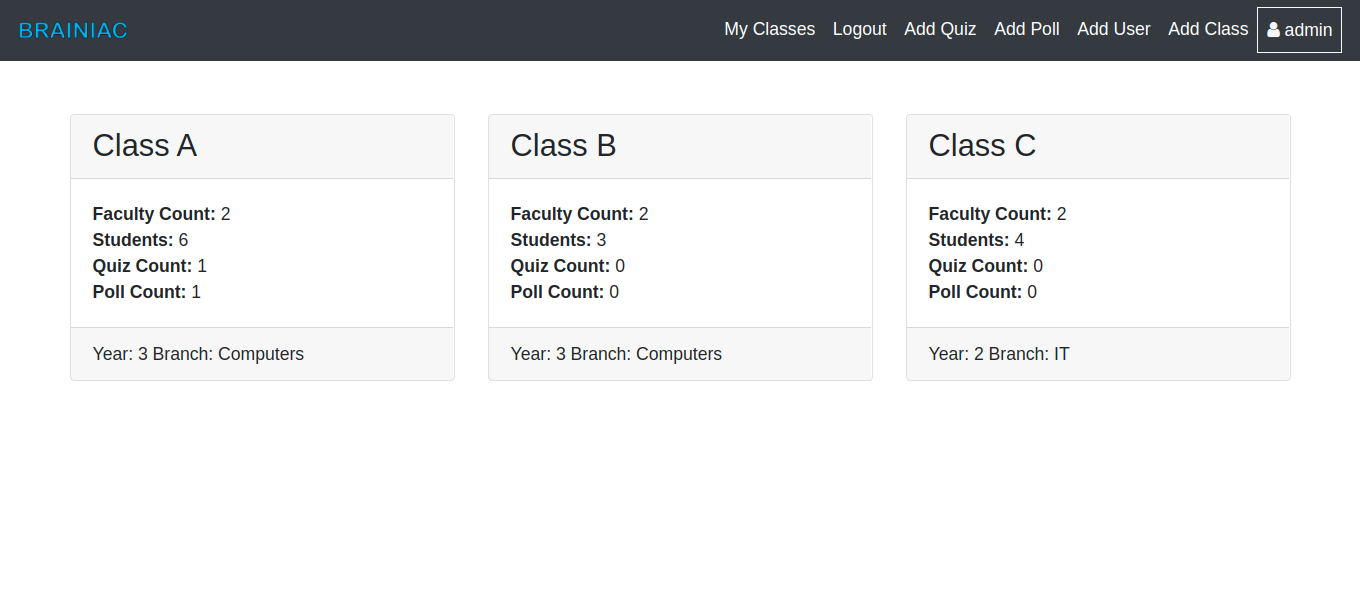 BRAINIAC My Classes Logout Add Quiz Add Poll Add User Add Class admin
Class A
Faculty Count: 2
Students: 6
Quiz Count: 1
Poll Count: 1
Year: 3 Branch: Computers
Class B
Faculty Count: 2
Students: 3
Quiz Count: 0
Poll Count: 0
Year: 3 Branch: Computers
Class C
Faculty Count: 2
Students: 4
Quiz Count: 0
Poll Count: 0
Year: 2 Branch: IT